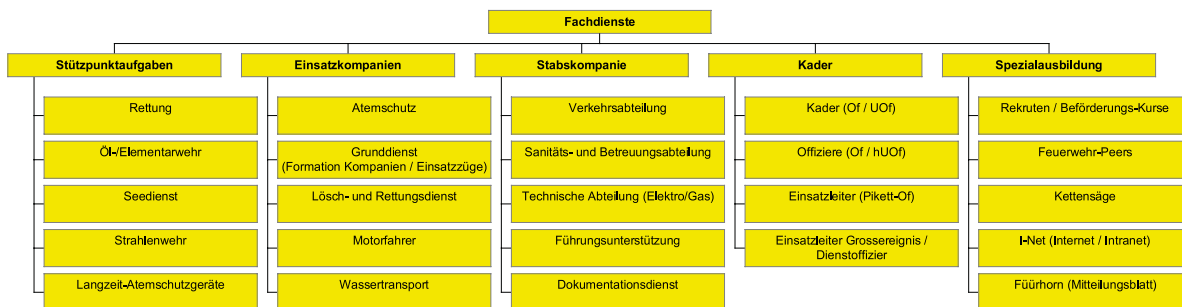 Fachdienste
Stützpunktaufgaben
Rettung
Öl-/Elementarwehr
Seedienst
Strahlenwehr
Langzeit-Atemschutzgeräte
Einsatzkompanien
Atemschutz
Grunddienst
(Formation Kompanien / Einsatzzüge)
Lösch- und Rettungsdienst
Motorfahrer
Wassertransport
Stabskompanie
Verkehrsabteilung
Sanitäts- und Betreuungsabteilung
Technische Abteilung (Elektro/Gas)
Führungsunterstützung
Dokumentationsdienst
Kader
Kader (Of / UOf)
Offiziere (Of / hUOf)
Einsatzleiter (Pikett-Of)
Einsatzleiter Grossereignis /
Dienstoffizier
Spezialausbildung
Rekruten / Beförderungs-Kurse
Feuerwehr-Peers
Kettensäge
I-Net (Internet / Intranet)
Füürhorn (Mitteilungsblatt)